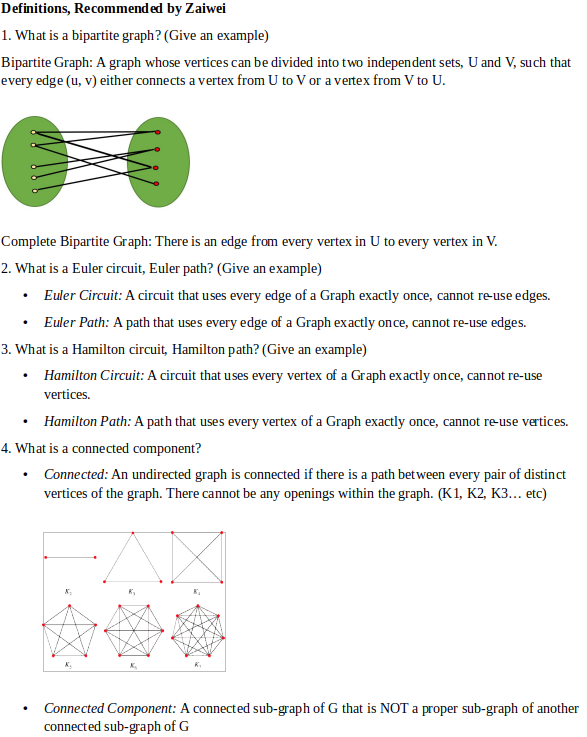 Definitions, Recommended by Zaiwei
1. What is a bipartite graph? (Give an example)
Bipartite Graph: A graph whose vertices can be divided into two independent sets, U and V, such that
every edge (u, v) either connects a vertex from U to V or a vertex from V to U.
Complete Bipartite Graph: There is an edge from every vertex in U to every vertex in V.
2. What is a Euler circuit, Euler path? (Give an example)
• Euler Circuit: A circuit that uses every edge of a Graph exactly once, cannot re-use edges.
• Euler Path: A path that uses every edge of a Graph exactly once, cannot re-use edges.
3. What is a Hamilton circuit, Hamilton path? (Give an example)
• Hamilton Circuit: A circuit that uses every vertex of a Graph exactly once, cannot re-use
vertices.
• Hamilton Path: A path that uses every vertex of a Graph exactly once, cannot re-use vertices.
4. What is a connected component?
• Connected: An undirected graph is connected if there is a path between every pair of distinct
vertices of the graph. There cannot be any openings within the graph. (K1, K2, K3… etc)
K₂ K₃ K₄
K₅ K₆ K₇
• Connected Component: A connected sub-graph of G that is NOT a proper sub-graph of another
connected sub-graph of G